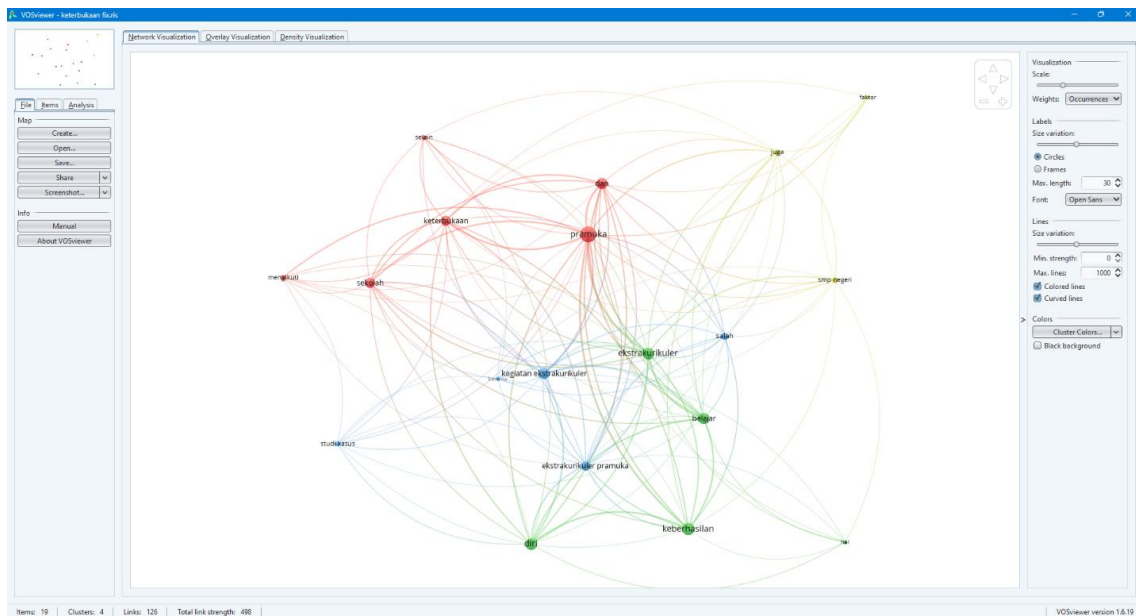 VOSviewer - keterbukaan fix.ris
File Items Analysis
Map
Create...
Open...
Save...
Share
Screenshot...
Info
Manual
About VOSviewer
Network Visualization Overlay Visualization Density Visualization
faktor
selain
juga
dan
keterbukaan
pramuka
mengikuti
sekolah
smp negeri
salah
ekstrakurikuler
kegiatan ekstrakurikuler
belajar
studi kasus
ekstrakurikuler pramuka
keberhasilan
diri
Visualization
Scale:
Weights: Occurrences
Labels
Size variation:
Circles
Frames
Max. length: 30
Font: Open Sans
Lines
Size variation:
Min. strength: 0
Max. lines: 1000
Colored lines
Curved lines
>
Colors
Cluster Colors...
Black background
Items: 19 Clusters: 4 Links: 126 Total link strength: 498
VOSviewer version 1.6.19